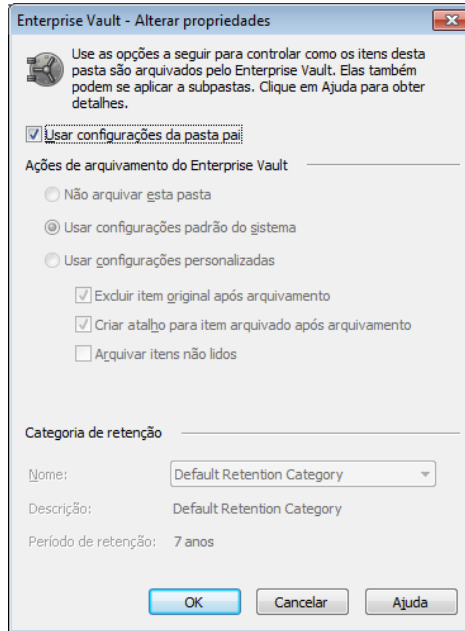 Enterprise Vault - Alterar propriedades
Use as opções a seguir para controlar como os itens desta
pasta são arquivados pelo Enterprise Vault. Elas também
podem se aplicar a subpastas. Clique em Ajuda para obter
detalhes.
Usar configurações da pasta pai
Ações de arquivamento do Enterprise Vault
Não arquivar esta pasta
Usar configurações padrão do sistema
Usar configurações personalizadas
Excluir item original após arquivamento
Criar atalho para item arquivado após arquivamento
Arquivar itens não lidos
Categoria de retenção
Nome: Default Retention Category
Descrição: Default Retention Category
Período de retenção: 7 anos
OK Cancelar Ajuda